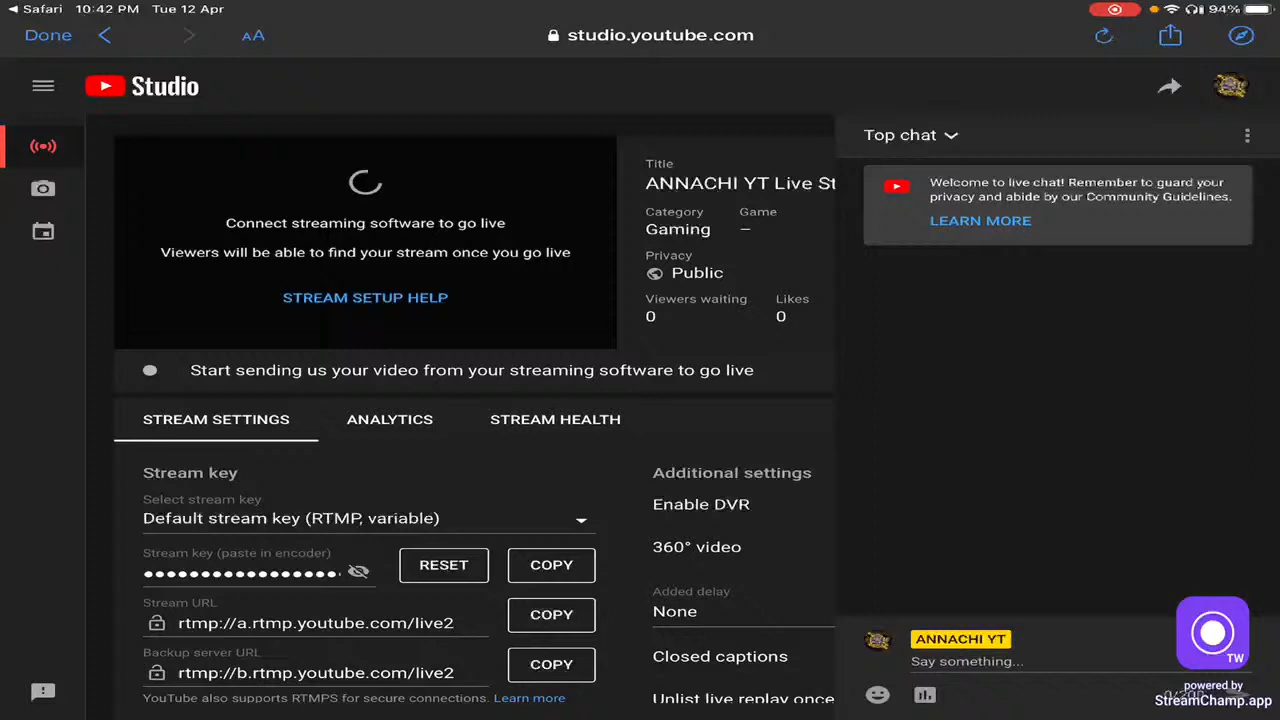 Safari 10:42 PM Tue 12 Apr
94%
Done
AA
studio.youtube.com
Studio
Connect streaming software to go live
Viewers will be able to find your stream once you go live
STREAM SETUP HELP
Title
ANNACHI YT Live St
Category Game
Gaming –
Privacy
Public
Viewers waiting Likes
0 0
Start sending us your video from your streaming software to go live
STREAM SETTINGS ANALYTICS STREAM HEALTH
Stream key
Select stream key
Default stream key (RTMP, variable)
Stream key (paste in encoder)
••••••••••••••••• RESET COPY
Stream URL
rtmp://a.rtmp.youtube.com/live2 COPY
Backup server URL
rtmp://b.rtmp.youtube.com/live2 COPY
YouTube also supports RTMPS for secure connections. Learn more
Additional settings
Enable DVR
360° video
Added delay
None
Closed captions
Unlist live replay once
Top chat
Welcome to live chat! Remember to guard your
privacy and abide by our Community Guidelines.
LEARN MORE
ANNACHI YT
Say something...
TW
powered by
StreamChamp.app